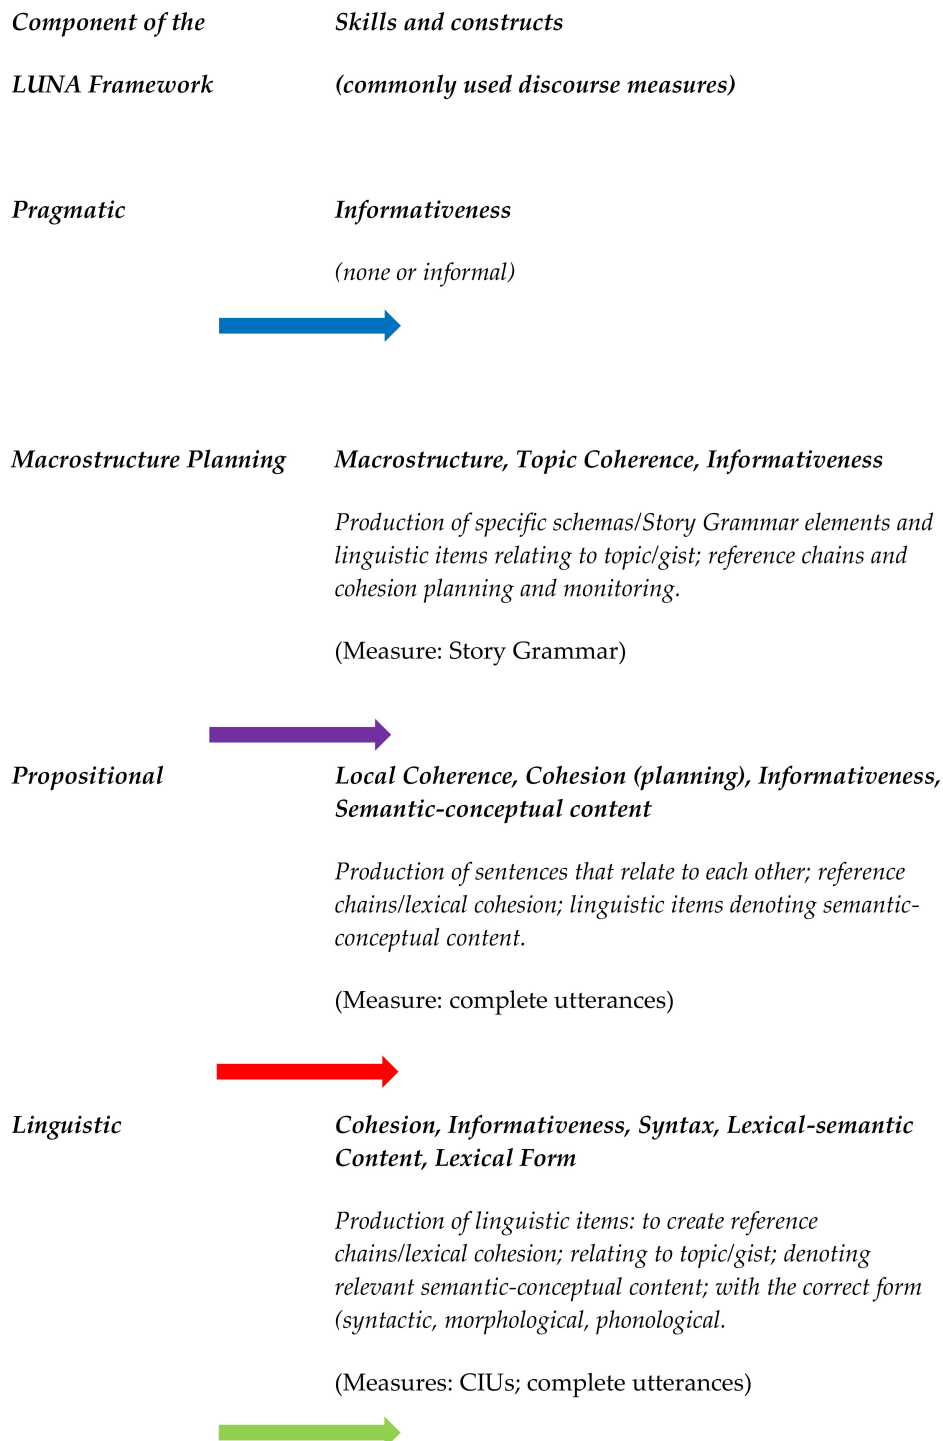 Component of the
Skills and constructs
LUNA Framework
(commonly used discourse measures)
Pragmatic
Informativeness
(none or informal)
Macrostructure Planning
Macrostructure, Topic Coherence, Informativeness
Production of specific schemas/Story Grammar elements and
linguistic items relating to topic/gist; reference chains and
cohesion planning and monitoring.
(Measure: Story Grammar)
Propositional
Local Coherence, Cohesion (planning), Informativeness,
Semantic-conceptual content
Production of sentences that relate to each other; reference
chains/lexical cohesion; linguistic items denoting semantic-
conceptual content.
(Measure: complete utterances)
Linguistic
Cohesion, Informativeness, Syntax, Lexical-semantic
Content, Lexical Form
Production of linguistic items: to create reference
chains/lexical cohesion; relating to topic/gist; denoting
relevant semantic-conceptual content; with the correct form
(syntactic, morphological, phonological.
(Measures: CIUs; complete utterances)